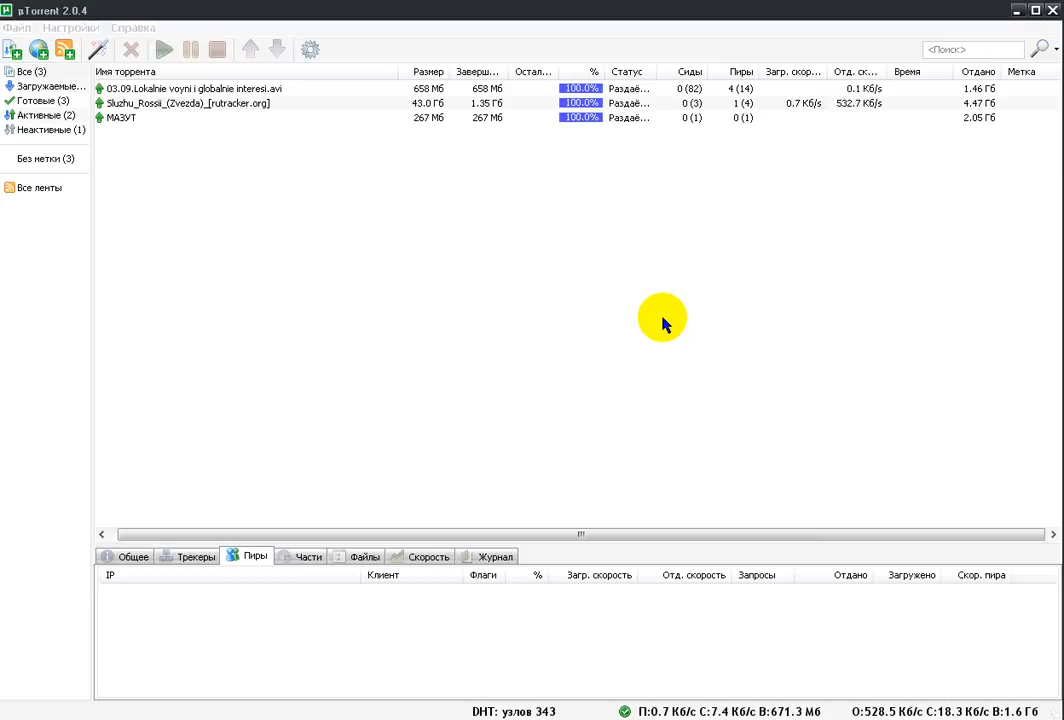 µTorrent 2.0.4
Файл Настройки Справка
<Поиск>
Все (3)
Загружаемые...
Готовые (3)
Активные (2)
Неактивные (1)
Без метки (3)
Все ленты
Имя торрента Размер Заверш... Остал... % Статус Сиды Пиры Загр. скор... Отд. ск... Время Отдано Метка
03.09.Lokalnie voyni i globalnie interesi.avi 658 Мб 658 Мб 100.0% Раздаё... 0 (82) 4 (14) 0.1 Кб/s 1.46 Гб
Sluzhu_Rossii_(Zvezda)_[rutracker.org] 43.0 Гб 1.35 Гб 100.0% Раздаё... 0 (3) 1 (4) 0.7 Кб/s 532.7 Кб/s 4.47 Гб
МАЗУТ 267 Мб 267 Мб 100.0% Раздаё... 0 (1) 0 (1) 2.05 Гб
Общее Трекеры Пиры Части Файлы Скорость Журнал
IP Клиент Флаги % Загр. скорость Отд. скорость Запросы Отдано Загружено Скор. пира
DHT: узлов 343 П:0.7 Кб/s С:7.4 Кб/s В:671.3 Мб О:528.5 Кб/s С:18.3 Кб/s В:1.6 Гб